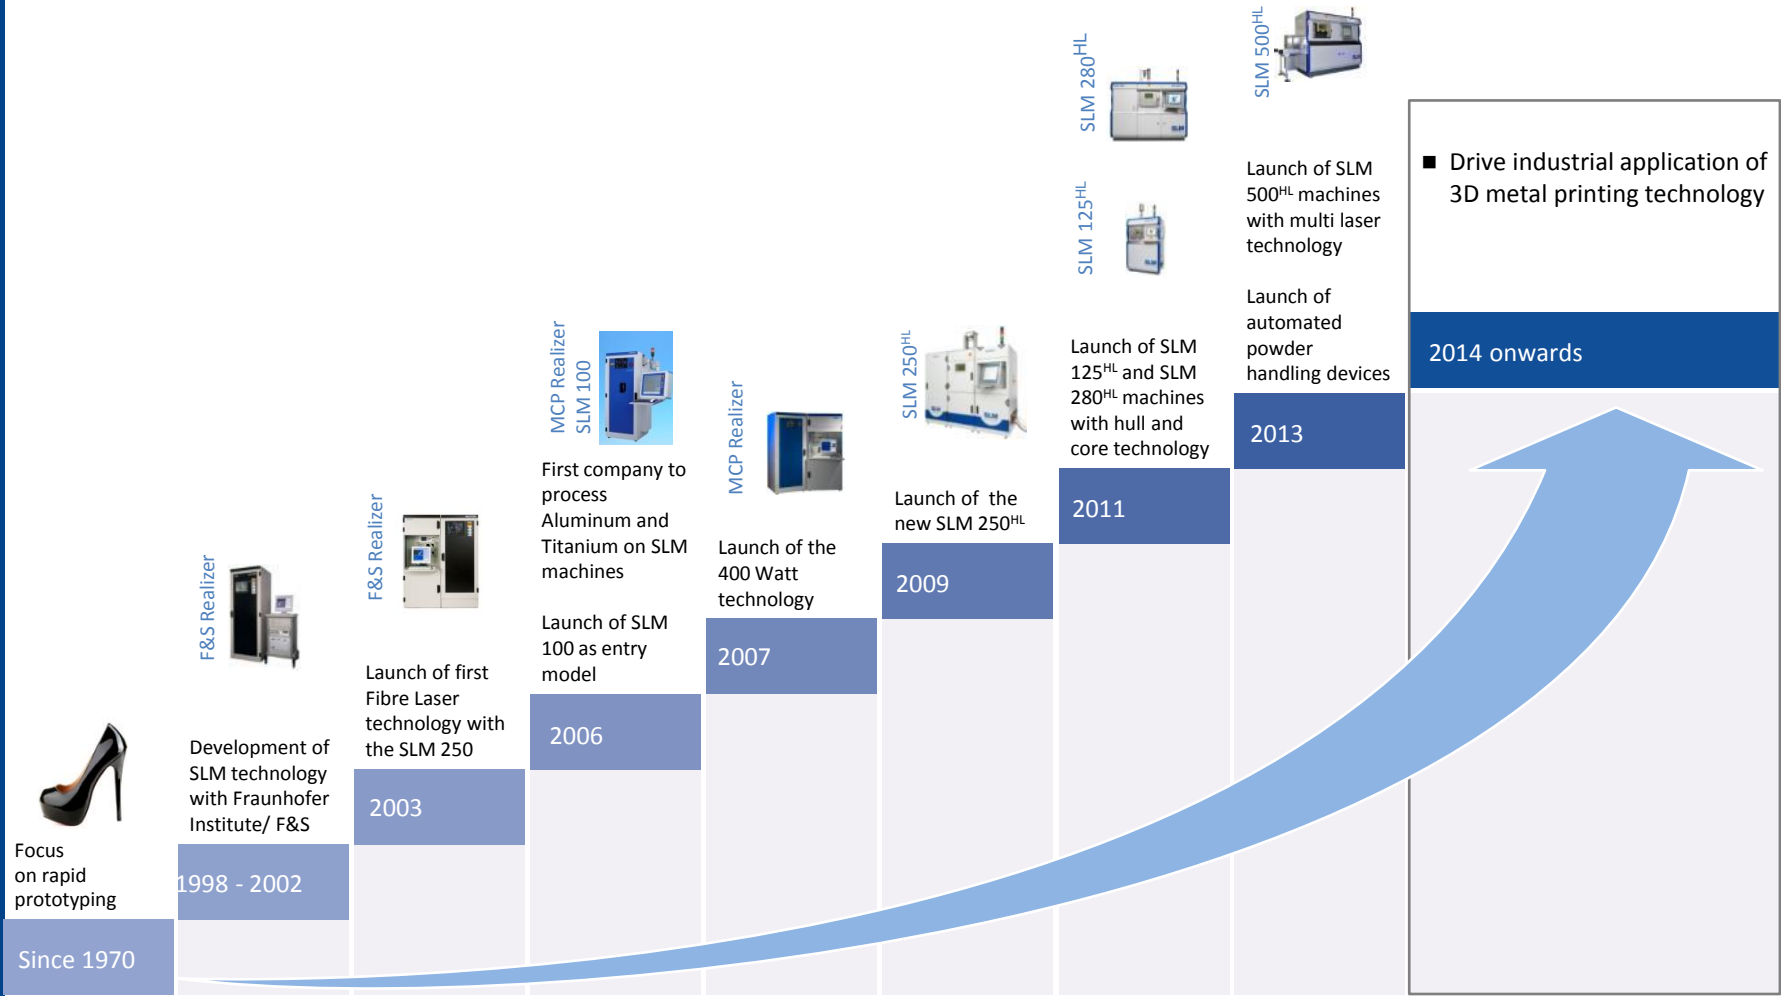 Focus
on rapid
prototyping
Since 1970
F&S Realizer
Development of
SLM technology
with Fraunhofer
Institute/ F&S
1998 - 2002
F&S Realizer
Launch of first
Fibre Laser
technology with
the SLM 250
2003
MCP Realizer
SLM 100
First company to
process
Aluminum and
Titanium on SLM
machines
Launch of SLM
100 as entry
model
2006
MCP Realizer
Launch of the
400 Watt
technology
2007
SLM 250HL
SLM
Launch of  the
new SLM 250HL
2009
SLM 280HL
SLM
SLM 125HL
SLM
Launch of SLM
125HL and SLM
280HL machines
with hull and
core technology
2011
SLM 500HL
Launch of SLM
500HL machines
with multi laser
technology
Launch of
automated
powder
handling devices
2013
■ Drive industrial application of
3D metal printing technology
2014 onwards